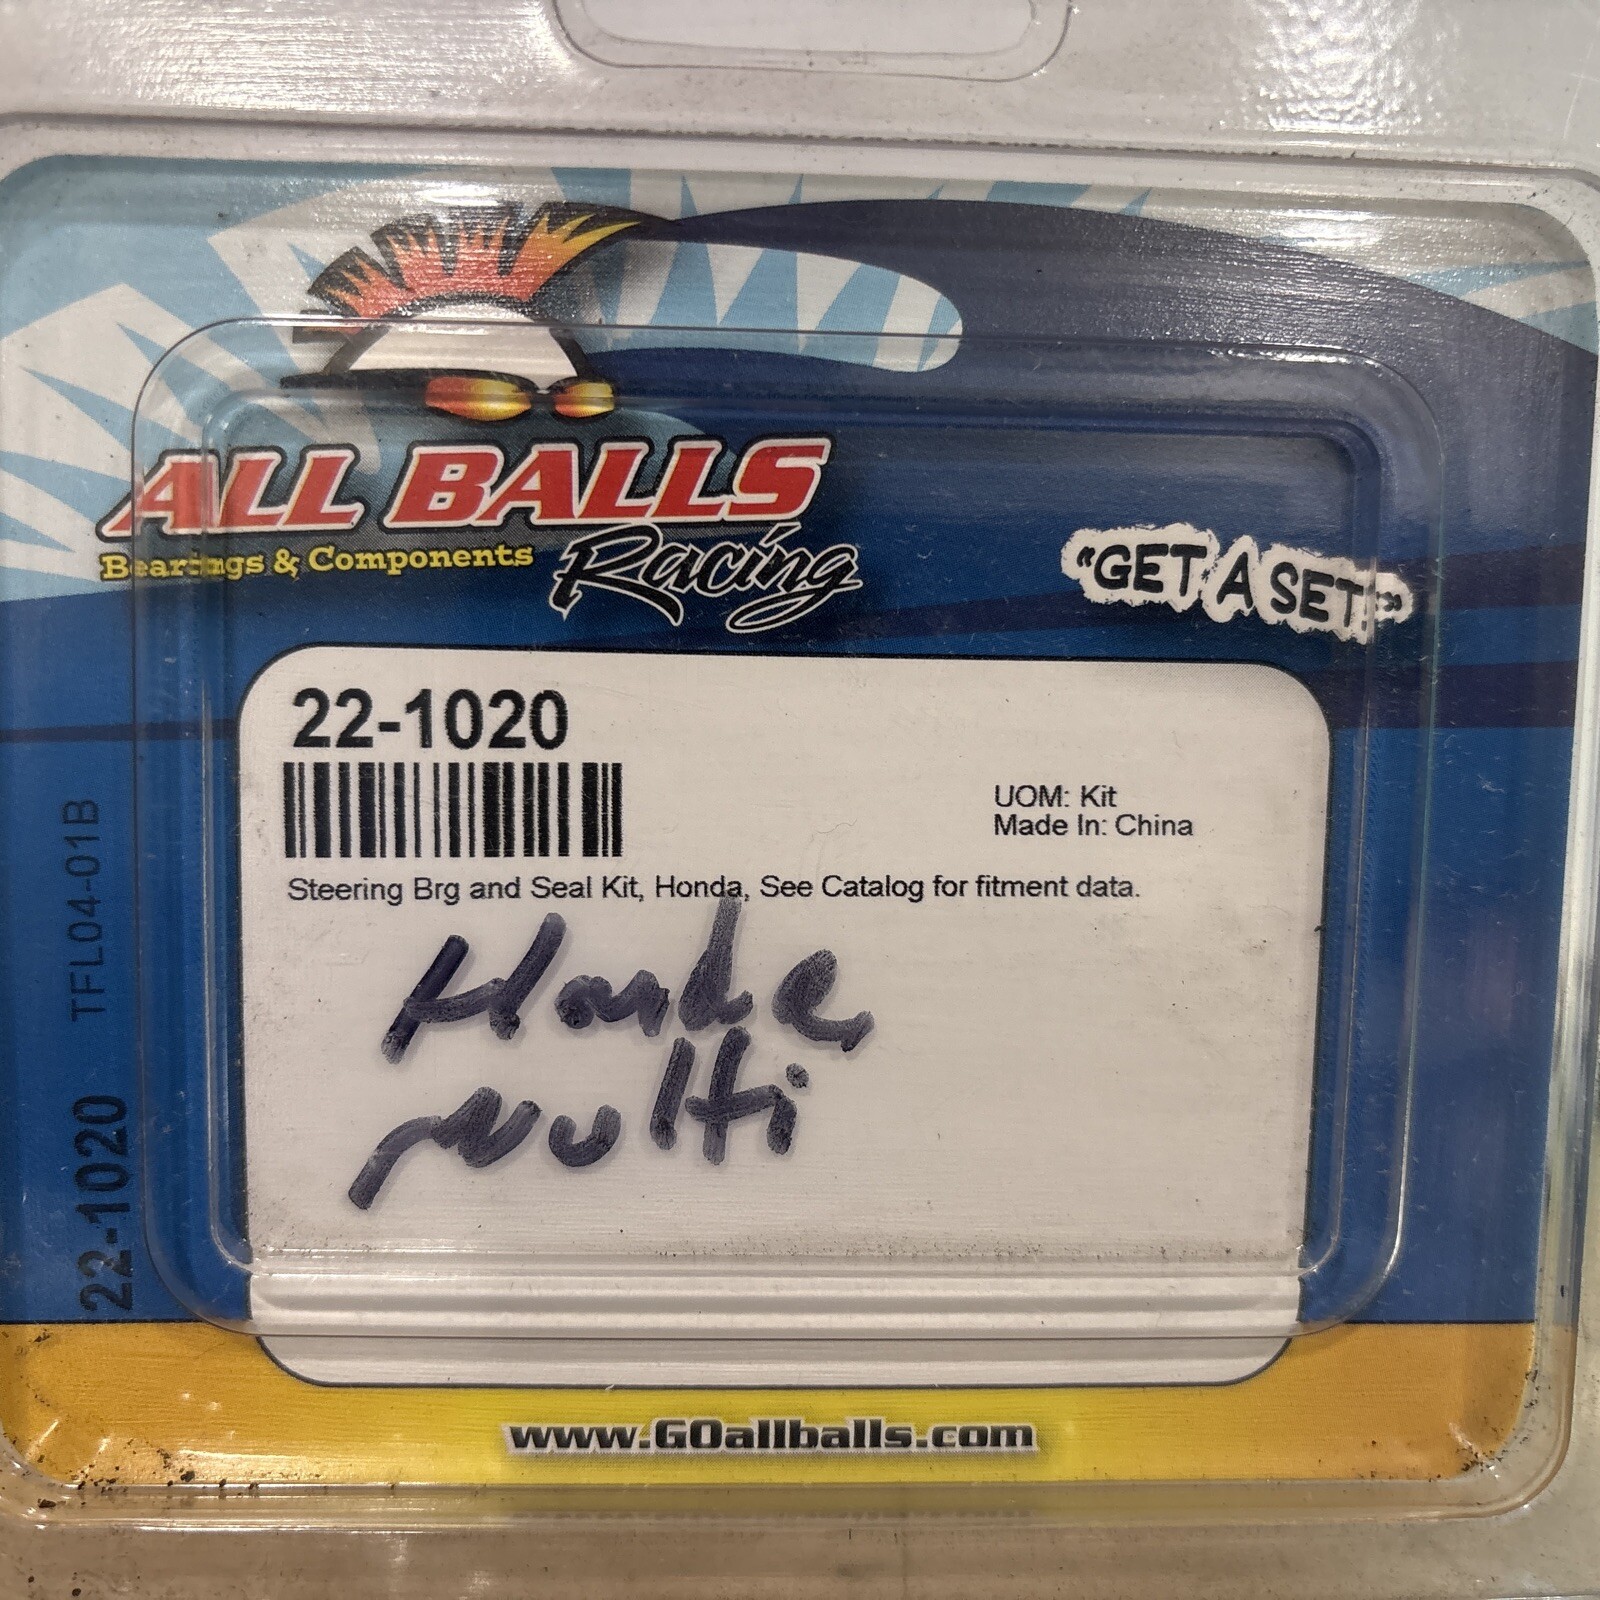 ALL BALLS
Bearings & Components
Racing
"GET A SET!"
22-1020
UOM: Kit
Made In: China
Steering Brg and Seal Kit, Honda, See Catalog for fitment data.
Honda
Multi
TFL04-01B
22-1020
www.GOallballs.com